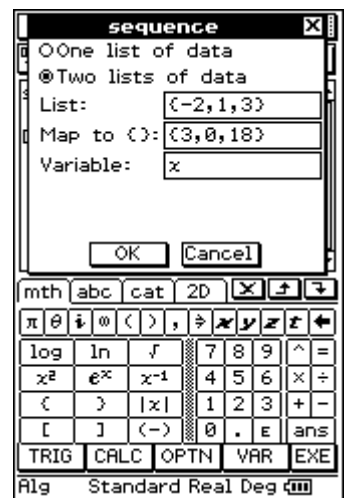 sequence
One list of data
Two lists of data
List: {-2,1,3}
Map to {}: {3,0,18}
Variable: x
OK Cancel
mth abc cat 2D
π θ i ∞ ( ) , ⇒ x y z t
log ln √ 7 8 9 ^ =
x² eˣ x⁻¹ 4 5 6 × ÷
{ } |x| 1 2 3 + −
[ ] (−) 0 . E ans
TRIG CALC OPTN VAR EXE
Alg Standard Real Deg